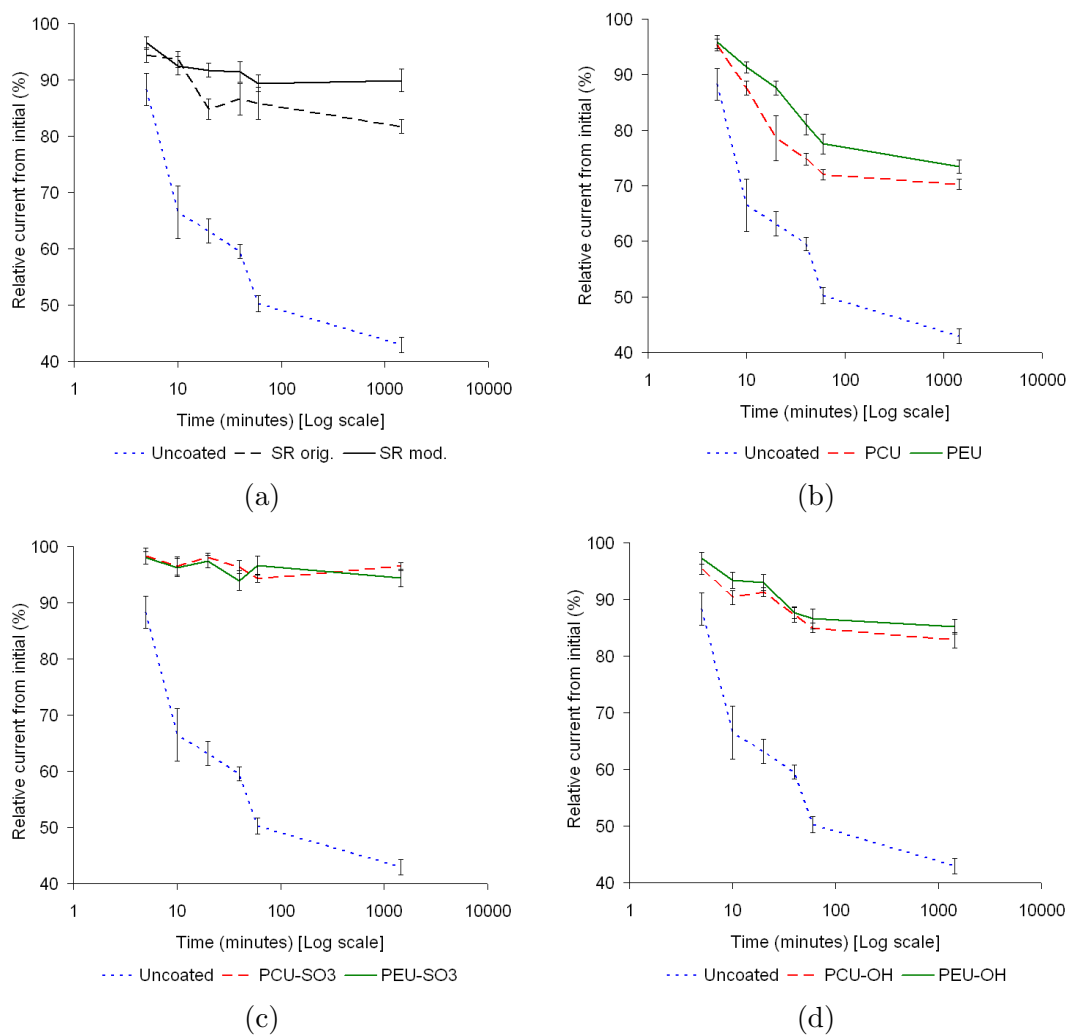 Relative current from initial (%)
100
90
80
70
60
50
40
1 10 100 1000 10000
Time (minutes) [Log scale]
Uncoated SR orig. SR mod.
(a)
Relative current from initial (%)
100
90
80
70
60
50
40
1 10 100 1000 10000
Time (minutes) [Log scale]
Uncoated PCU PEU
(b)
Relative current from initial (%)
100
90
80
70
60
50
40
1 10 100 1000 10000
Time (minutes) [Log scale]
Uncoated PCU-SO3 PEU-SO3
(c)
Relative current from initial (%)
100
90
80
70
60
50
40
1 10 100 1000 10000
Time (minutes) [Log scale]
Uncoated PCU-OH PEU-OH
(d)